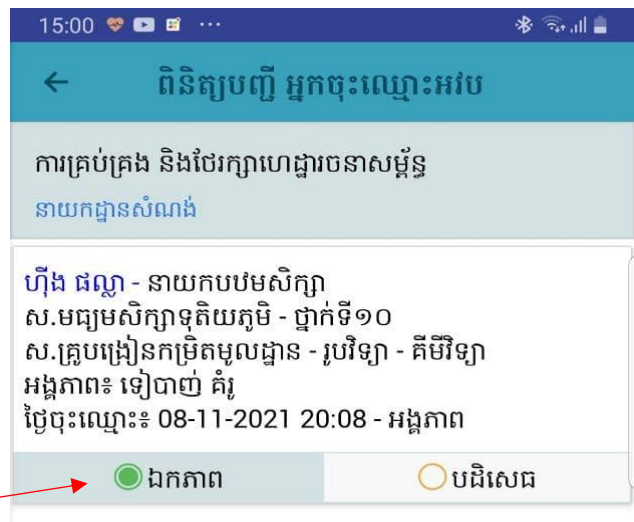 15:00
ពិនិត្យបញ្ជី អ្នកចុះឈ្មោះអវប
ការគ្រប់គ្រង និងថែរក្សាហេដ្ឋារចនាសម្ព័ន្ធ
នាយកដ្ឋានសំណង់
ហ៊ីង ផល្លា - នាយកបឋមសិក្សា
ស.មធ្យមសិក្សាទុតិយភូមិ - ថ្នាក់ទី១០
ស.គ្រូបង្រៀនកម្រិតមូលដ្ឋាន - រូបវិទ្យា - គីមីវិទ្យា
អង្គភាព៖ ទៀបាញ់ គំរូ
ថ្ងៃចុះឈ្មោះ៖ 08-11-2021 20:08 - អង្គភាព
ឯកភាព បដិសេធ